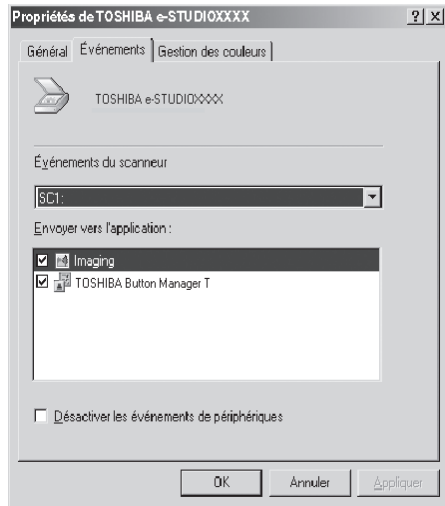 Propriétés de TOSHIBA e-STUDIOXXXX
Général Événements Gestion des couleurs
TOSHIBA e-STUDIOXXXX
Événements du scanneur
SC1:
Envoyer vers l'application :
Imaging
TOSHIBA Button Manager T
Désactiver les événements de périphériques
OK Annuler Appliquer